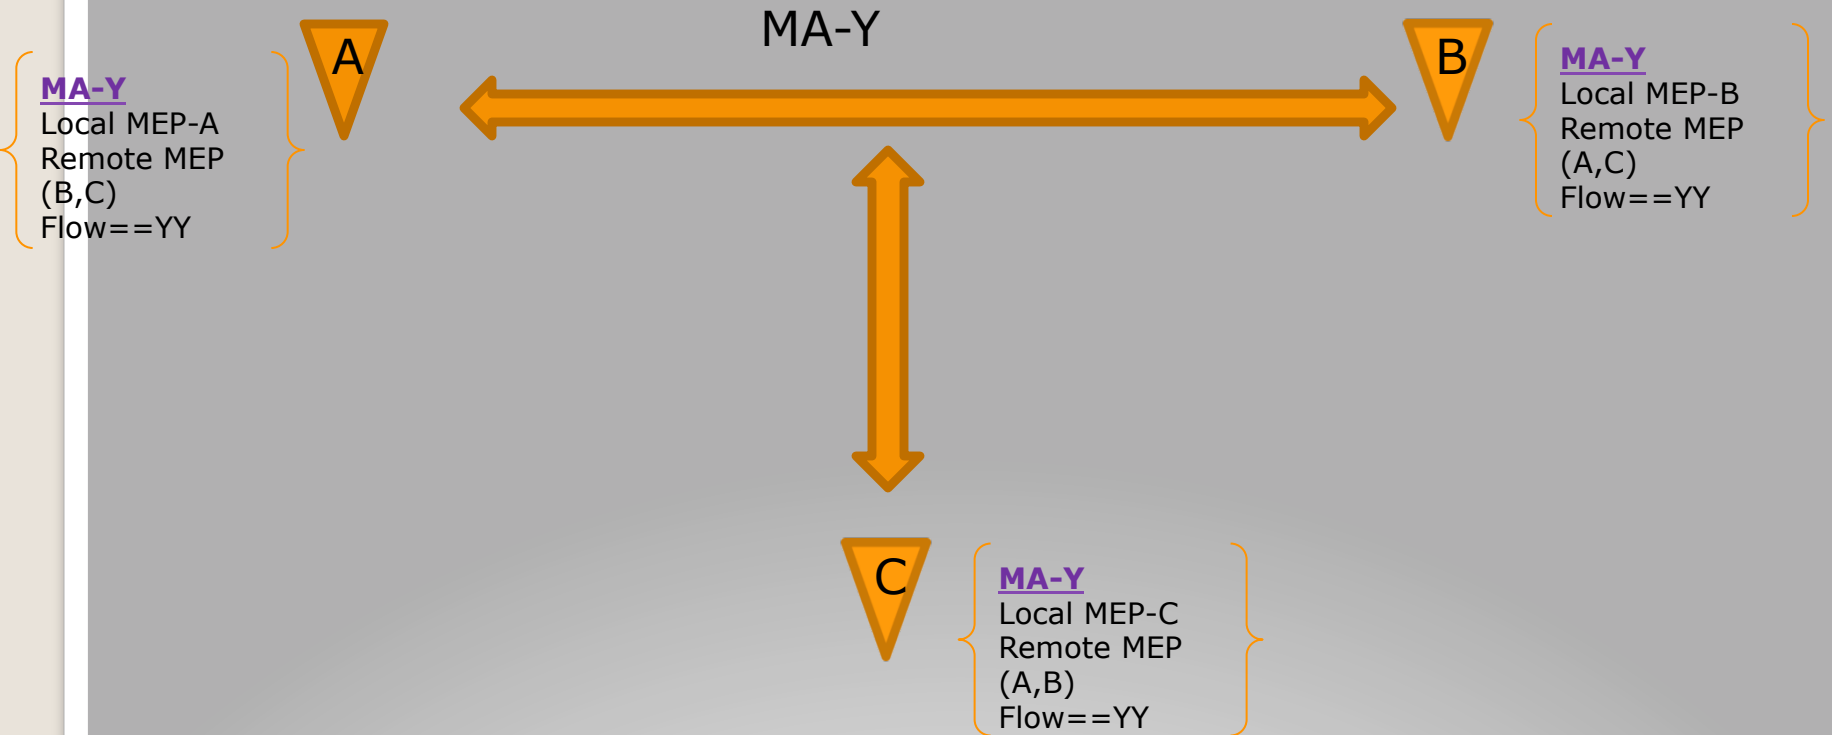 MA-Y
A
MA-Y
Local MEP-A
Remote MEP
(B,C)
Flow==YY
B
MA-Y
Local MEP-B
Remote MEP
(A,C)
Flow==YY
C
MA-Y
Local MEP-C
Remote MEP
(A,B)
Flow==YY